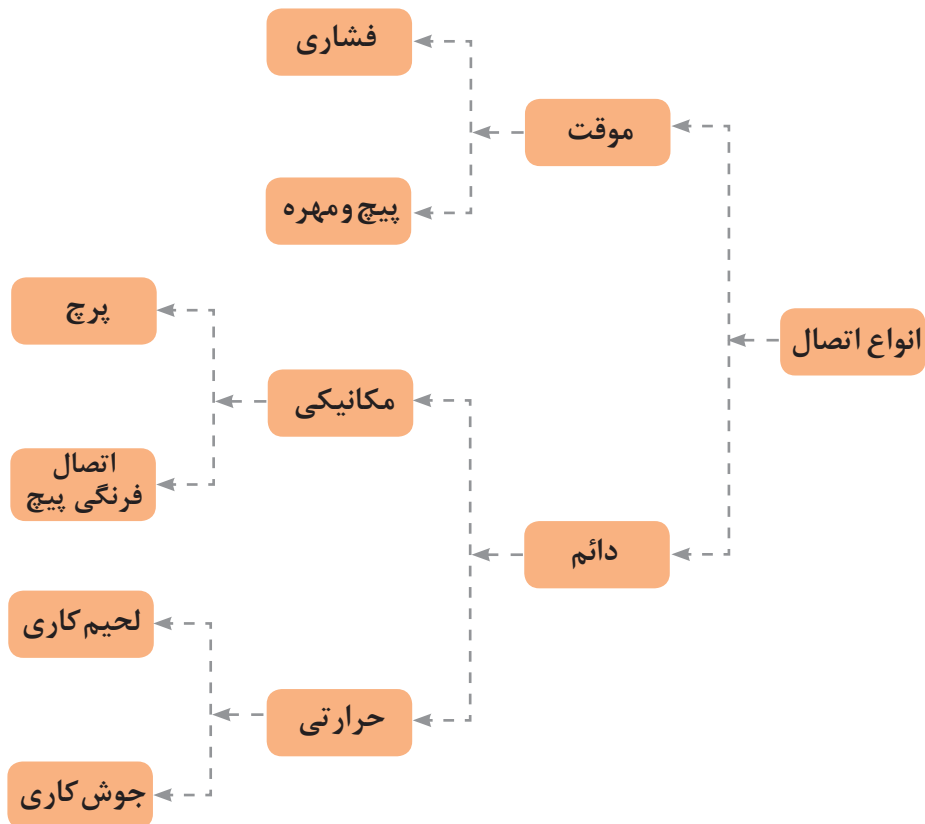 انواع اتصال
موقت
فشاری
پیچ و مهره
دائم
مکانیکی
پرچ
اتصال
فرنگی پیچ
حرارتی
لحیم کاری
جوش کاری